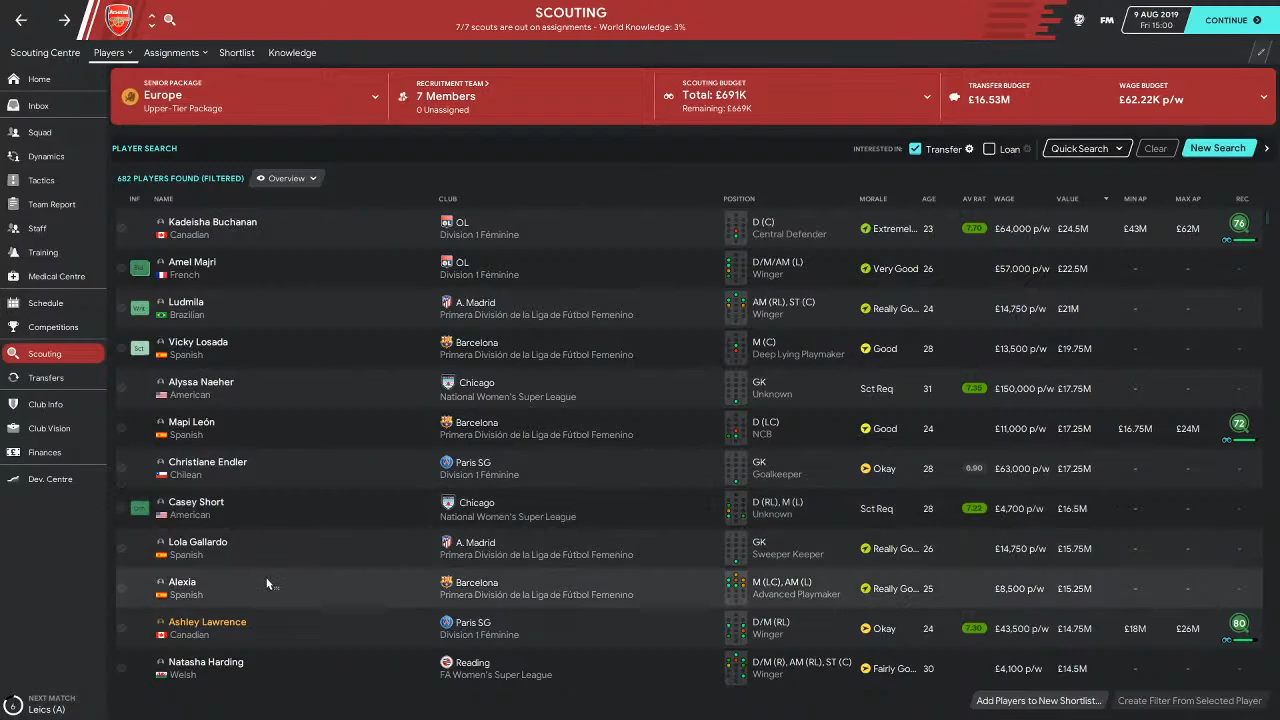 SCOUTING
7/7 scouts are out on assignments - World Knowledge: 3%
FM
9 AUG 2019
Fri 15:00
CONTINUE
Scouting Centre Players Assignments Shortlist Knowledge
Home
Inbox
Squad
Dynamics
Tactics
Team Report
Staff
Training
Medical Centre
Schedule
Competitions
Scouting
Transfers
Club Info
Club Vision
Finances
Dev. Centre
NEXT MATCH
Leics (A)
SENIOR PACKAGE
Europe
Upper-Tier Package
RECRUITMENT TEAM >
7 Members
0 Unassigned
SCOUTING BUDGET
Total: £691K
Remaining: £669K
TRANSFER BUDGET
£16.53M
WAGE BUDGET
£62.22K p/w
PLAYER SEARCH
INTERESTED IN: Transfer Loan Quick Search Clear New Search
682 PLAYERS FOUND (FILTERED) Overview
INF NAME CLUB POSITION MORALE AGE AV RAT WAGE VALUE MIN AP MAX AP REC
Kadeisha Buchanan OL D (C) Extremel... 23 7.70 £64,000 p/w £24.5M £43M £62M 76
Canadian Division 1 Féminine Central Defender
Amel Majri OL D/M/AM (L) Very Good 26 £57,000 p/w £22.5M - - -
French Division 1 Féminine Winger
Wnt Ludmila A. Madrid AM (RL), ST (C) Really Go... 24 £14,750 p/w £21M - - -
Brazilian Primera División de la Liga de Fútbol Femenino Winger
Sct Vicky Losada Barcelona M (C) Good 28 £13,500 p/w £19.75M - - -
Spanish Primera División de la Liga de Fútbol Femenino Deep Lying Playmaker
Alyssa Naeher Chicago GK Sct Req 31 7.35 £150,000 p/w £17.75M - - -
American National Women's Super League Unknown
Mapi León Barcelona D (LC) Good 24 £11,000 p/w £17.25M £16.75M £24M 72
Spanish Primera División de la Liga de Fútbol Femenino NCB
Christiane Endler Paris SG GK Okay 28 6.90 £63,000 p/w £17.25M - - -
Chilean Division 1 Féminine Goalkeeper
Casey Short Chicago D (RL), M (L) Sct Req 28 7.22 £4,700 p/w £16.5M - - -
American National Women's Super League Unknown
Lola Gallardo A. Madrid GK Really Go... 26 £14,750 p/w £15.75M - - -
Spanish Primera División de la Liga de Fútbol Femenino Sweeper Keeper
Alexia Barcelona M (LC), AM (L) Really Go... 25 £8,500 p/w £15.25M - - -
Spanish Primera División de la Liga de Fútbol Femenino Advanced Playmaker
Ashley Lawrence Paris SG D/M (RL) Okay 24 7.30 £43,500 p/w £14.75M £18M £26M 80
Canadian Division 1 Féminine Winger
Natasha Harding Reading D/M (R), AM (RL), ST (C) Fairly Go... 30 £4,100 p/w £14.5M - - -
Welsh FA Women's Super League Winger
Add Players to New Shortlist... Create Filter From Selected Player